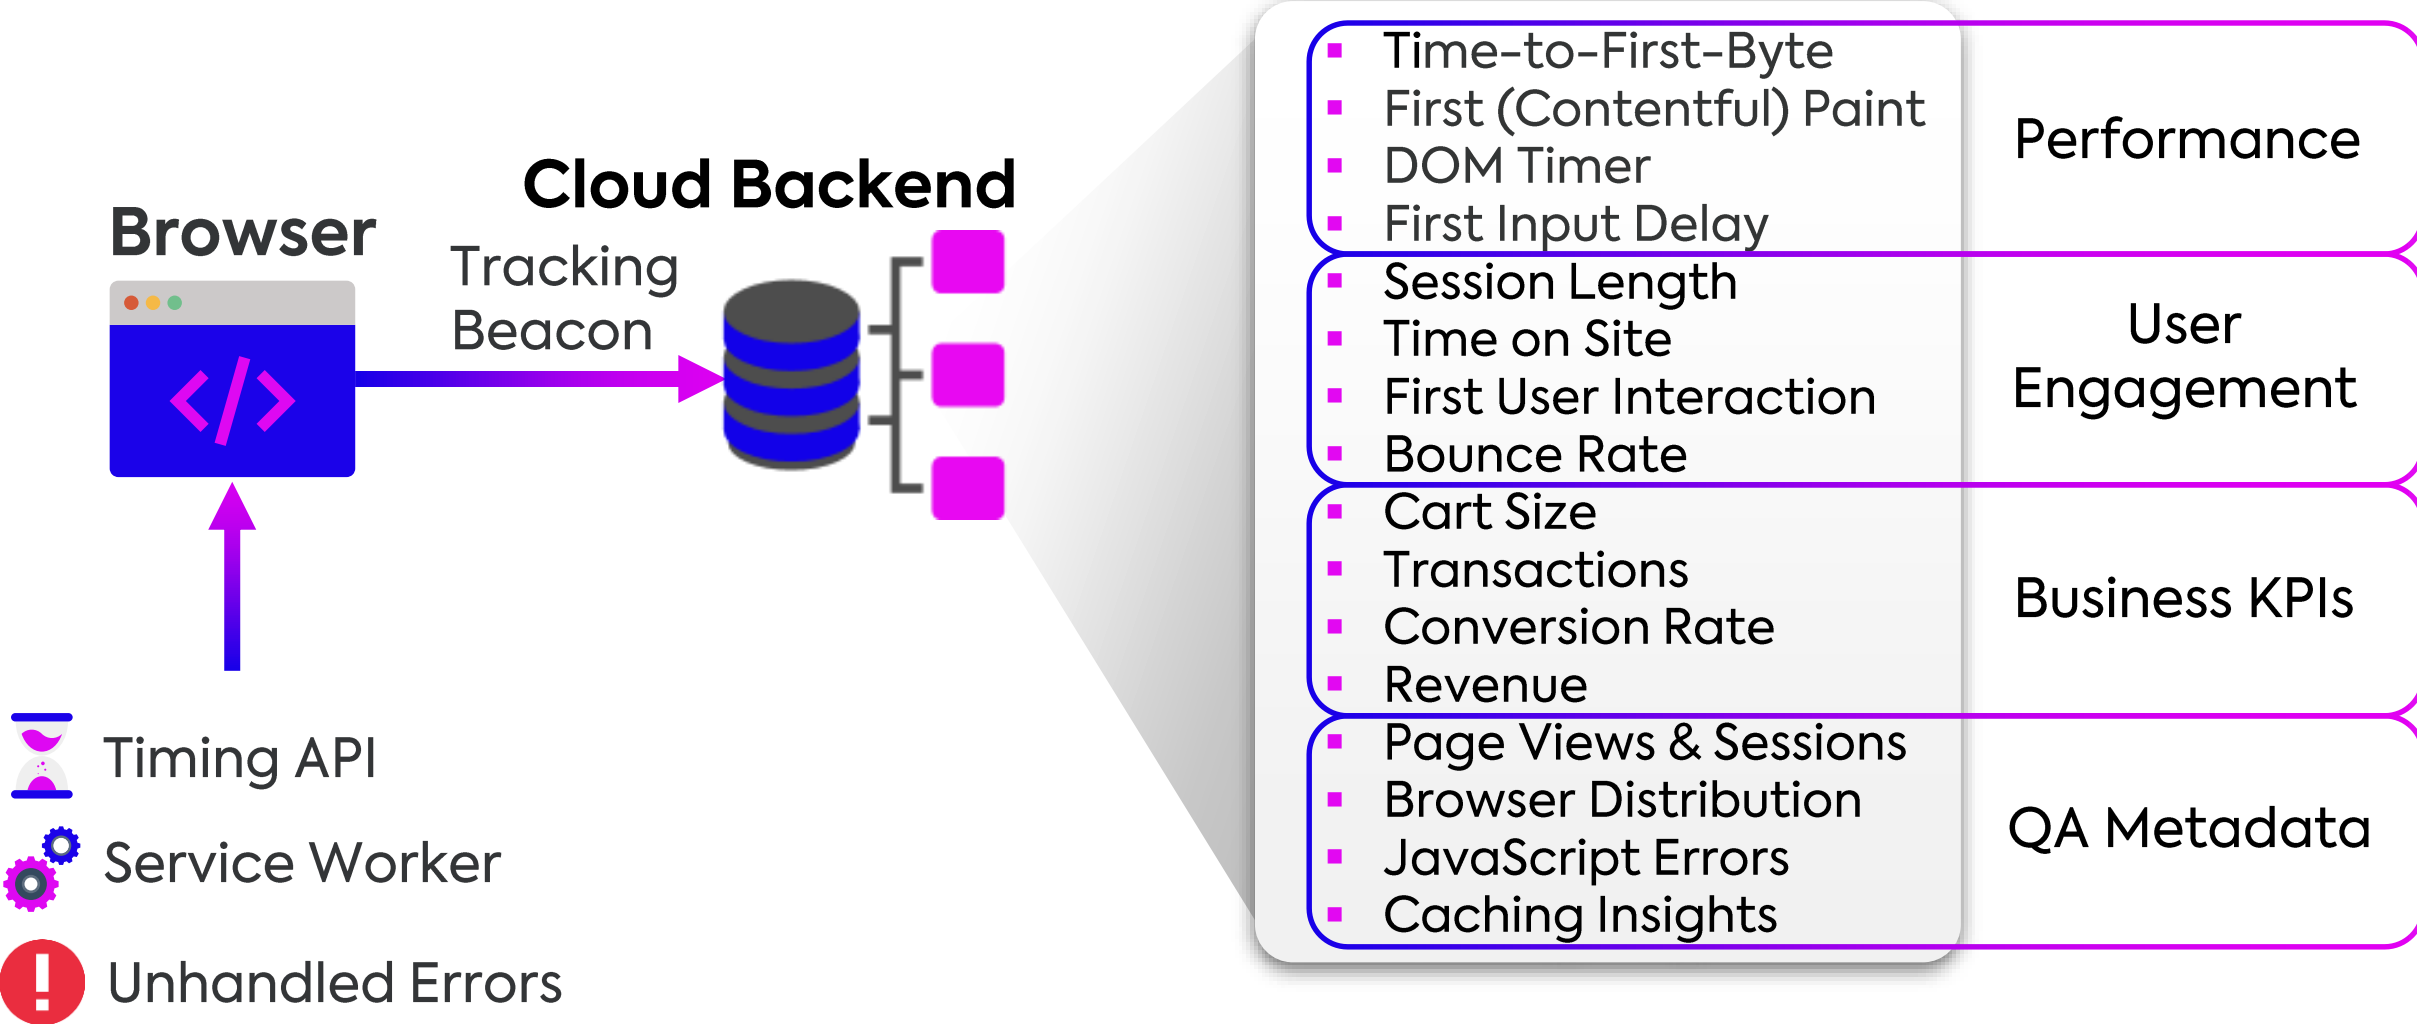 Browser
Tracking
Beacon
Cloud Backend
Timing API
Service Worker
Unhandled Errors
Time-to-First-Byte
First (Contentful) Paint
DOM Timer
First Input Delay
Performance
Session Length
Time on Site
First User Interaction
Bounce Rate
User
Engagement
Cart Size
Transactions
Conversion Rate
Revenue
Business KPIs
Page Views & Sessions
Browser Distribution
JavaScript Errors
Caching Insights
QA Metadata